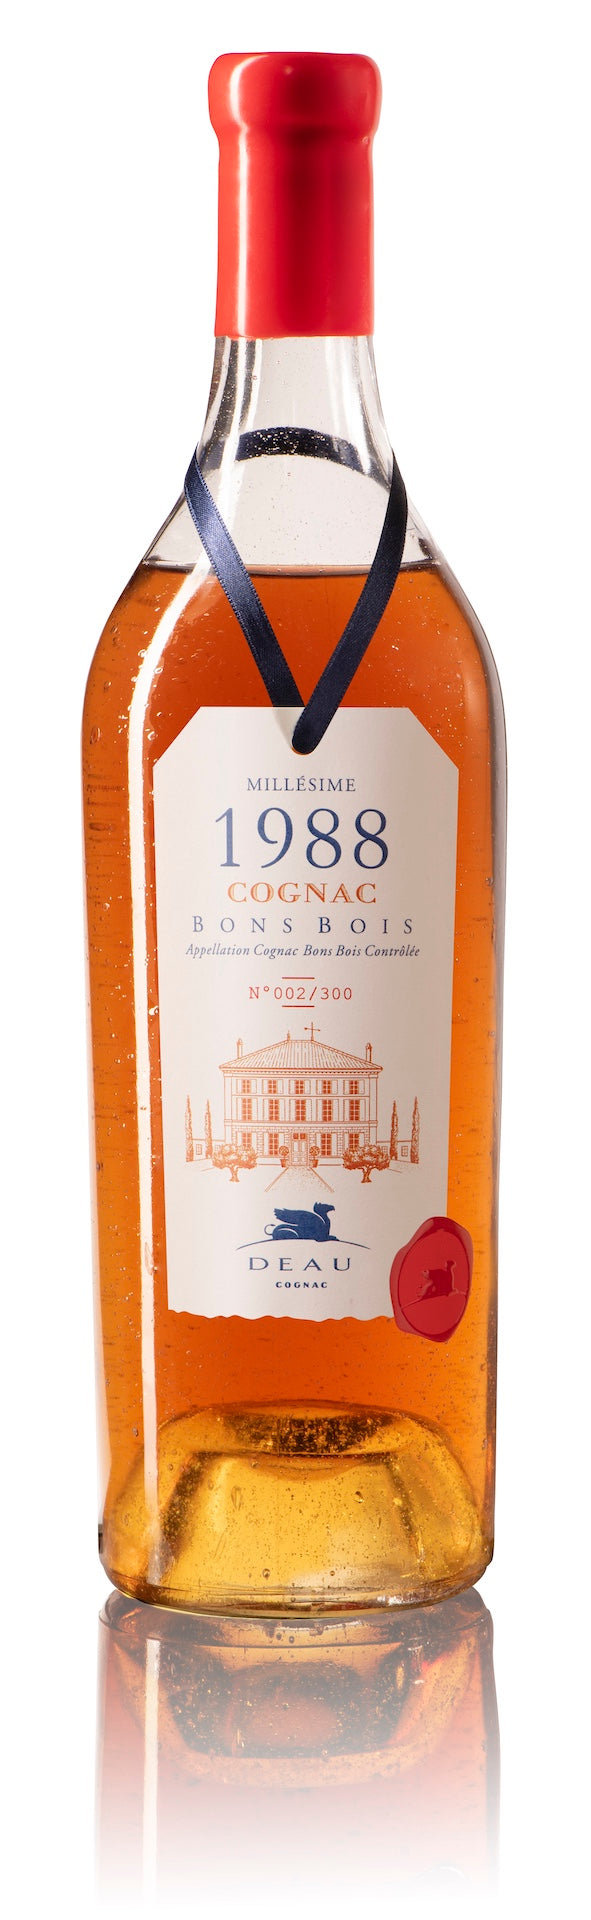 MILLÉSIME
1988
COGNAC
BONS BOIS
Appellation Cognac Bons Bois Contrôlée
N°002/300
DEAU
COGNAC